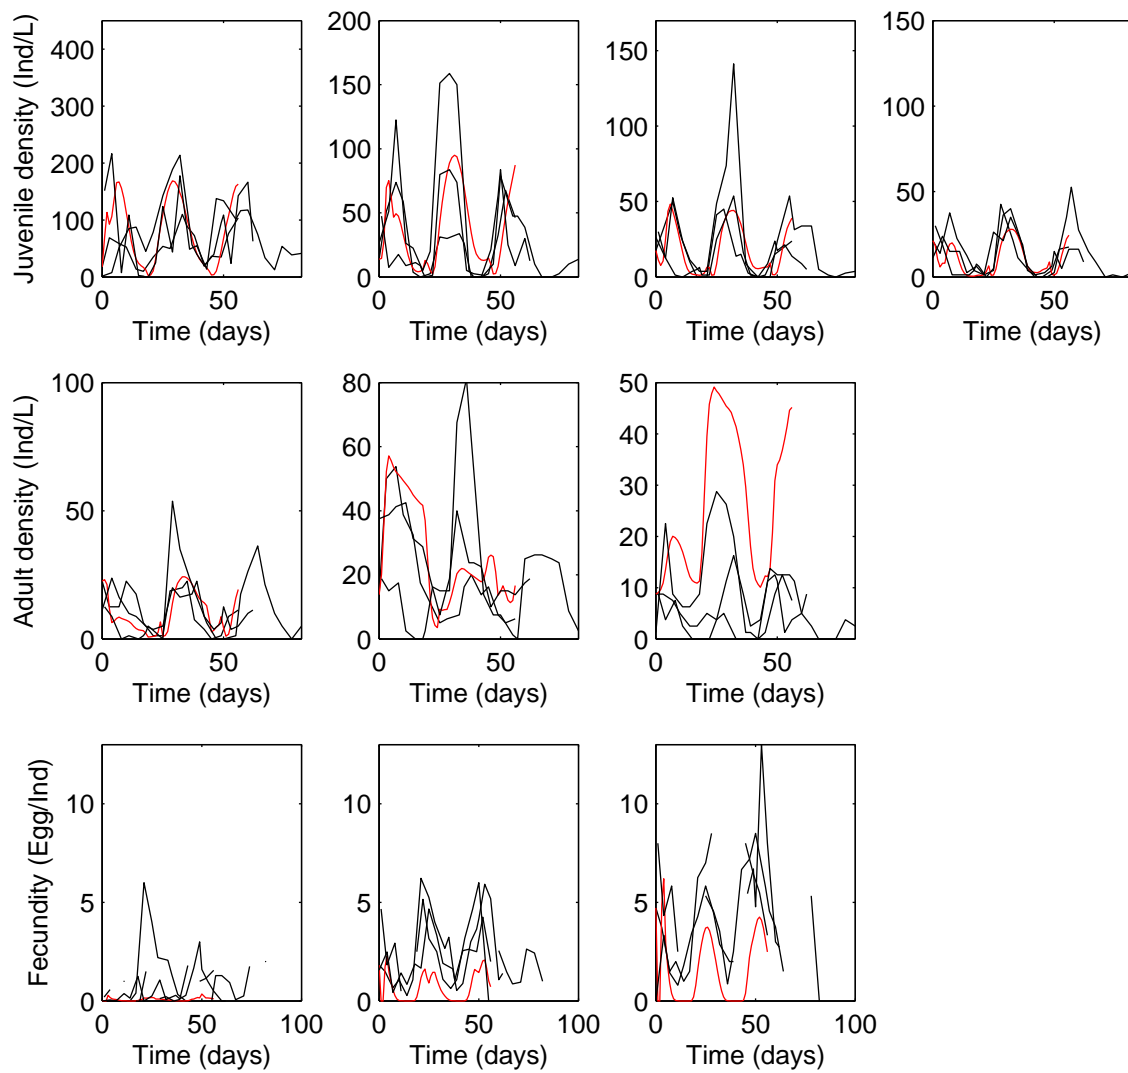 Juvenile density (Ind/L)
0 100 200 300 400
0 50
Time (days)
0 50 100 150 200
0 50
Time (days)
0 50 100 150
0 50
Time (days)
0 50 100 150
0 50
Time (days)
Adult density (Ind/L)
0 50 100
0 50
Time (days)
0 20 40 60 80
0 50
Time (days)
0 10 20 30 40 50
0 50
Time (days)
Fecundity (Egg/Ind)
0 5 10
0 50 100
Time (days)
0 5 10
0 50 100
Time (days)
0 5 10
0 50 100
Time (days)